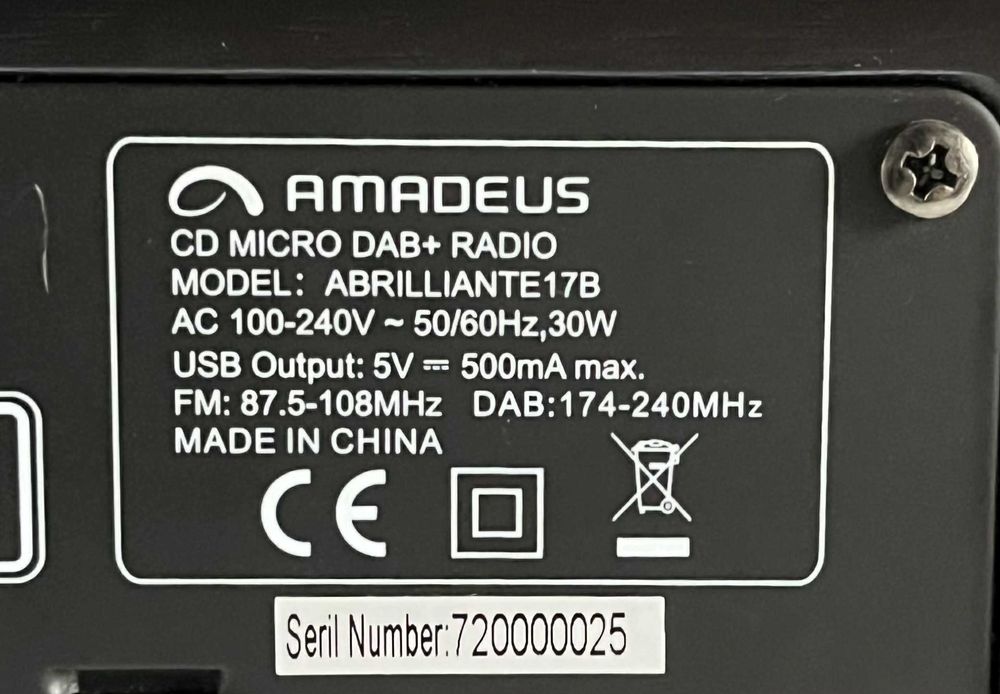 AMADEUS
CD MICRO DAB+ RADIO
MODEL: ABRILLIANTE17B
AC 100-240V ~ 50/60Hz,30W
USB Output: 5V ⎓ 500mA max.
FM: 87.5-108MHz DAB:174-240MHz
MADE IN CHINA
CE
Seril Number:720000025